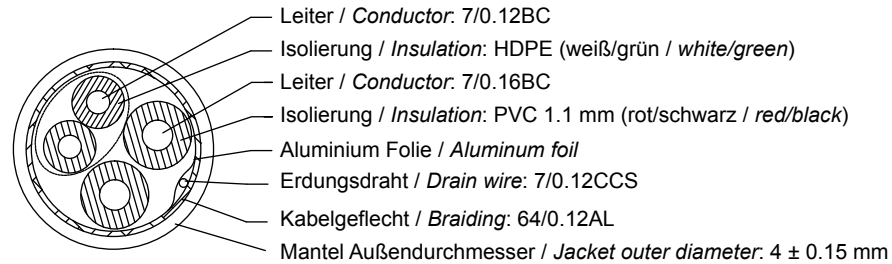 Leiter / Conductor: 7/0.12BC
Isolierung / Insulation: HDPE (weiß/grün / white/green)
Leiter / Conductor: 7/0.16BC
Isolierung / Insulation: PVC 1.1 mm (rot/schwarz / red/black)
Aluminium Folie / Aluminum foil
Erdungsdraht / Drain wire: 7/0.12CCS
Kabelgeflecht / Braiding: 64/0.12AL
Mantel Außendurchmesser / Jacket outer diameter: 4 ± 0.15 mm